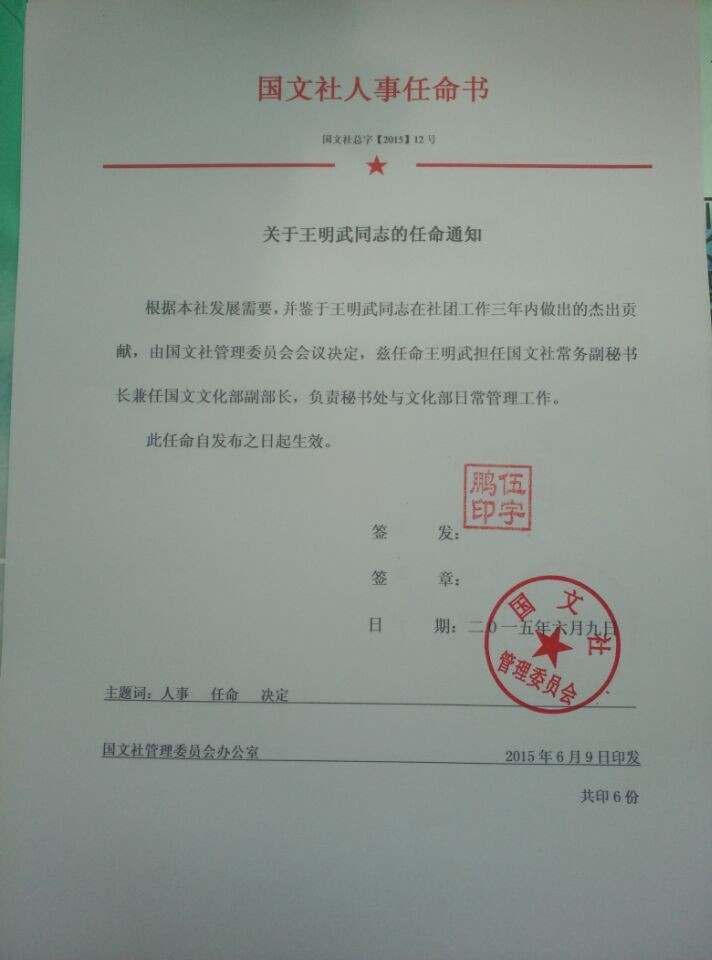 国文社人事任命书
国文社总字【2015】12号
关于王明武同志的任命通知
根据本社发展需要，并鉴于王明武同志在社团工作三年内做出的杰出贡
献，由国文社管理委员会会议决定，兹任命王明武担任国文社常务副秘书
长兼任国文文化部副部长，负责秘书处与文化部日常管理工作。
此任命自发布之日起生效。
伍宇鹏印
签 发：
签 章：
日 期：二0一五年六月九日
国文社
管理委员会
主题词：人事 任命 决定
国文社管理委员会办公室 2015年6月9日印发
共印6份